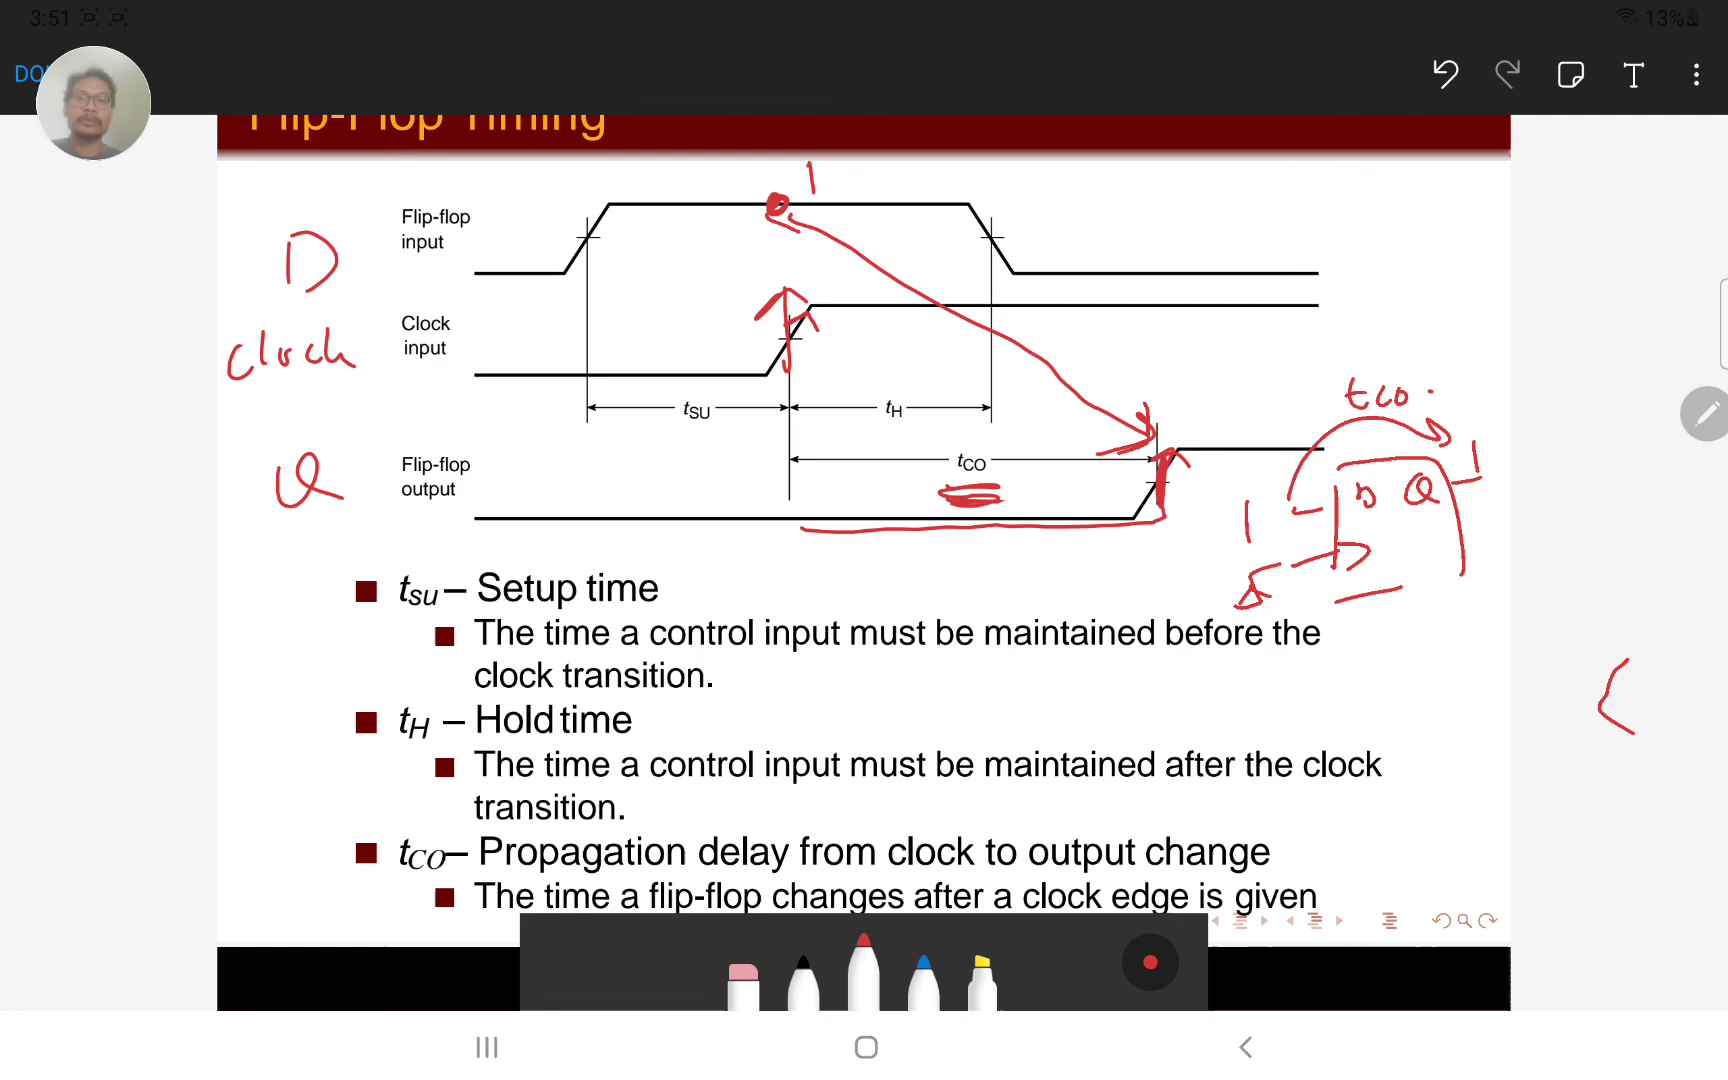 3:51
13%
DO
Flip-Flop Timing
1
Flip-flop
input
D
Clock
input
clock
tSU
tH
tco
Flip-flop
output
Q
tCO
1
D Q
1
tsu – Setup time
The time a control input must be maintained before the
clock transition.
tH – Hold time
The time a control input must be maintained after the clock
transition.
tCO– Propagation delay from clock to output change
The time a flip-flop changes after a clock edge is given
T